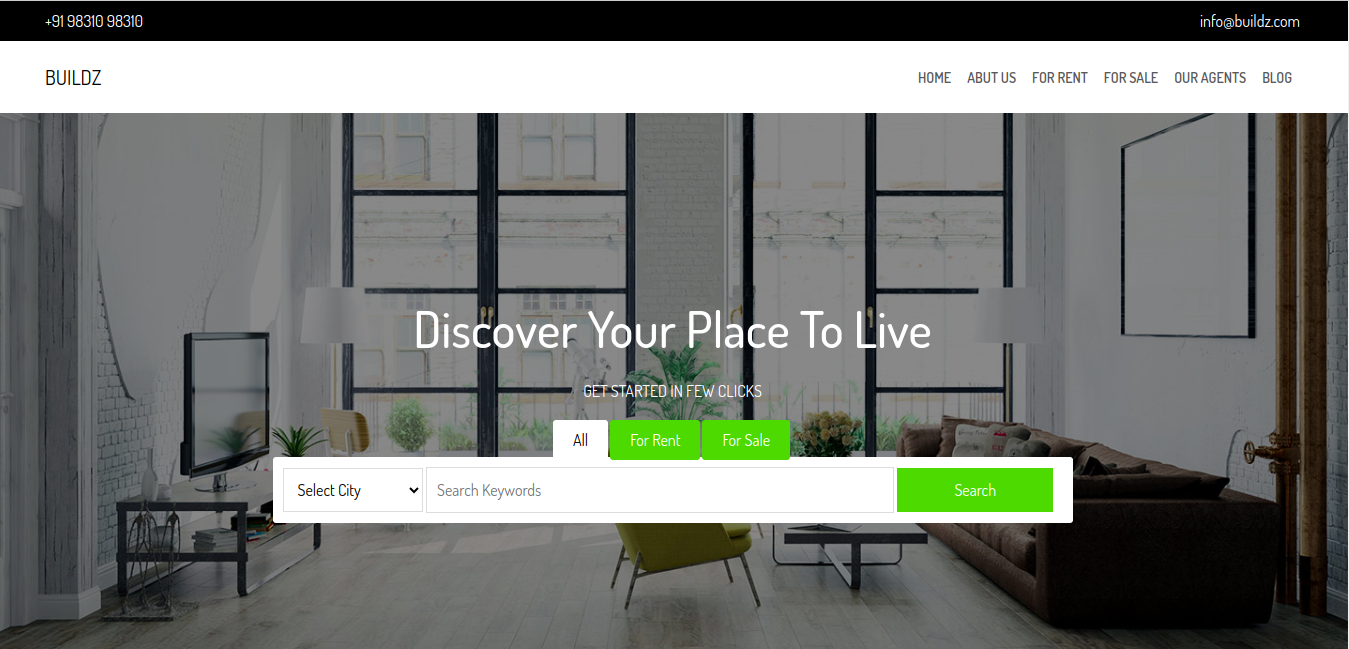 +91 98310 98310 info@buildz.com
BUILDZ HOME ABUT US FOR RENT FOR SALE OUR AGENTS BLOG
Discover Your Place To Live
GET STARTED IN FEW CLICKS
All For Rent For Sale
Select City Search Keywords Search